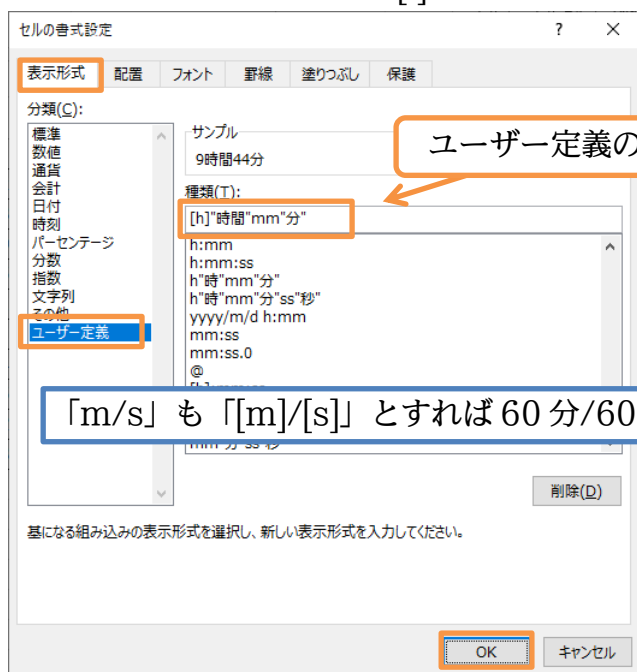 セルの書式設定 ? ×
表示形式 配置 フォント 罫線 塗りつぶし 保護
分類(C):
標準
数値
通貨
会計
日付
時刻
パーセンテージ
分数
指数
文字列
その他
ユーザー定義
サンプル
9時間44分
ユーザー定義の
種類(T):
[h]"時間"mm"分"
h:mm
h:mm:ss
h"時"mm"分"
h"時"mm"分"ss"秒"
yyyy/m/d h:mm
mm:ss
mm:ss.0
@
「m/s」も「[m]/[s]」とすれば 60 分/60
削除(D)
基になる組み込みの表示形式を選択し、新しい表示形式を入力してください。
OK キャンセル